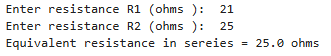 Enter resistance R1 (ohms ):  21
Enter resistance R2 (ohms ):  25
Equivalent resistance in sereies = 25.0 ohms